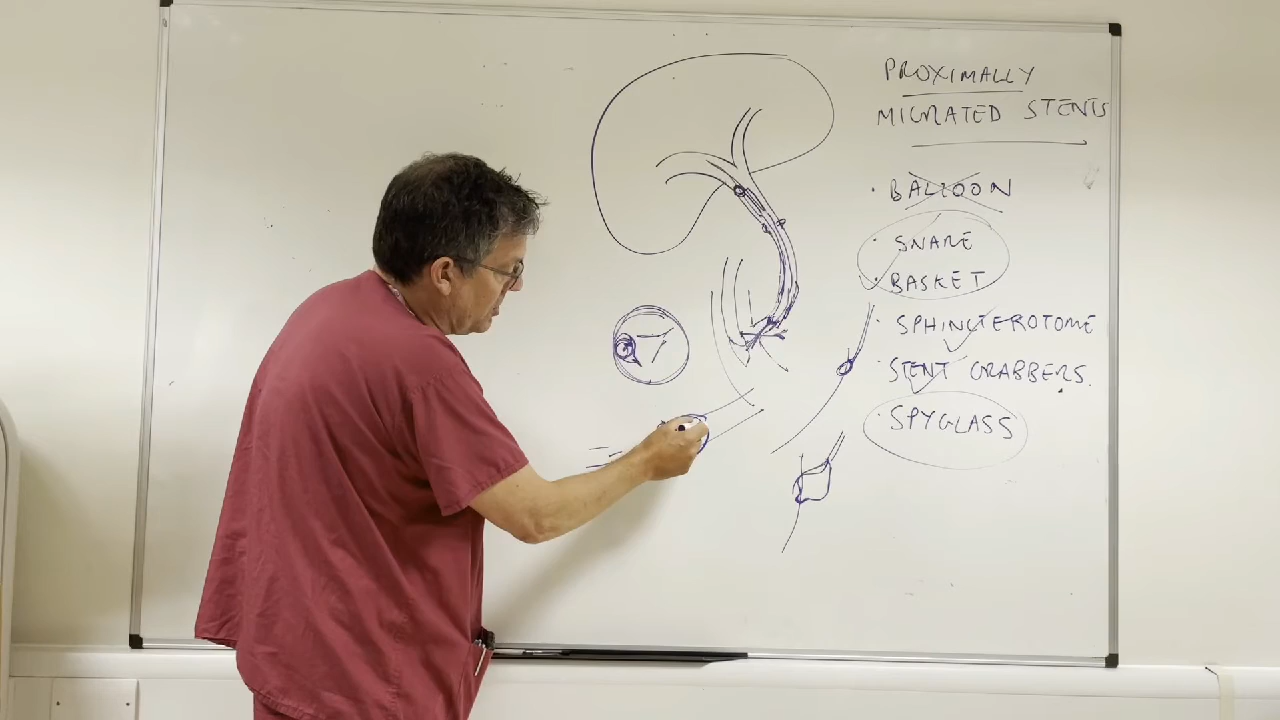 PROXIMALLY
MIGRATED STENTS
· BALLOON
· SNARE
· BASKET
· SPHINCTEROTOME
· STENT GRABBERS.
· SPYGLASS